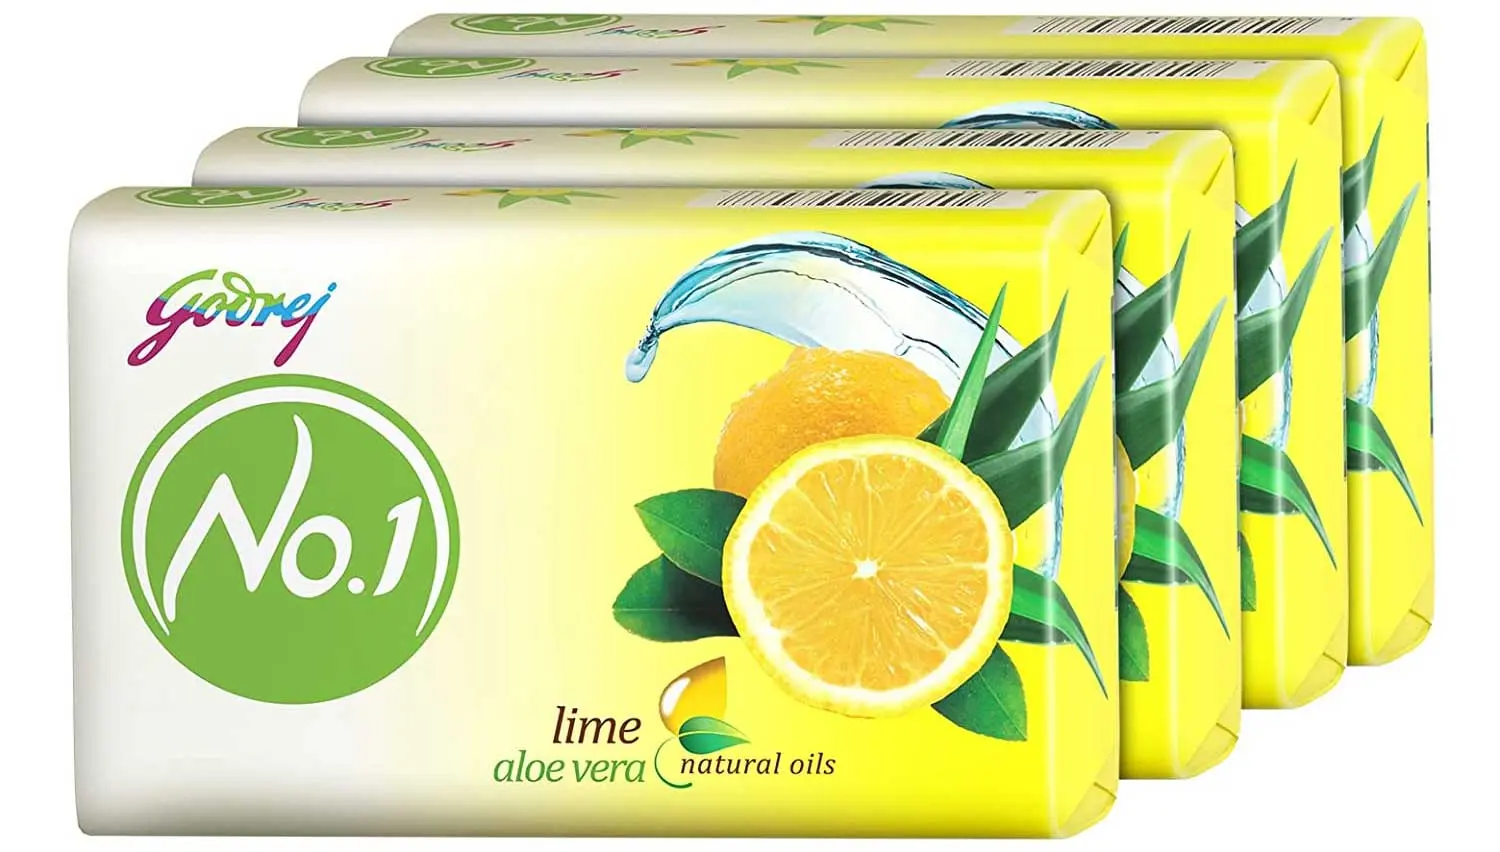 Godrej
No.1
lime
aloe vera
natural oils